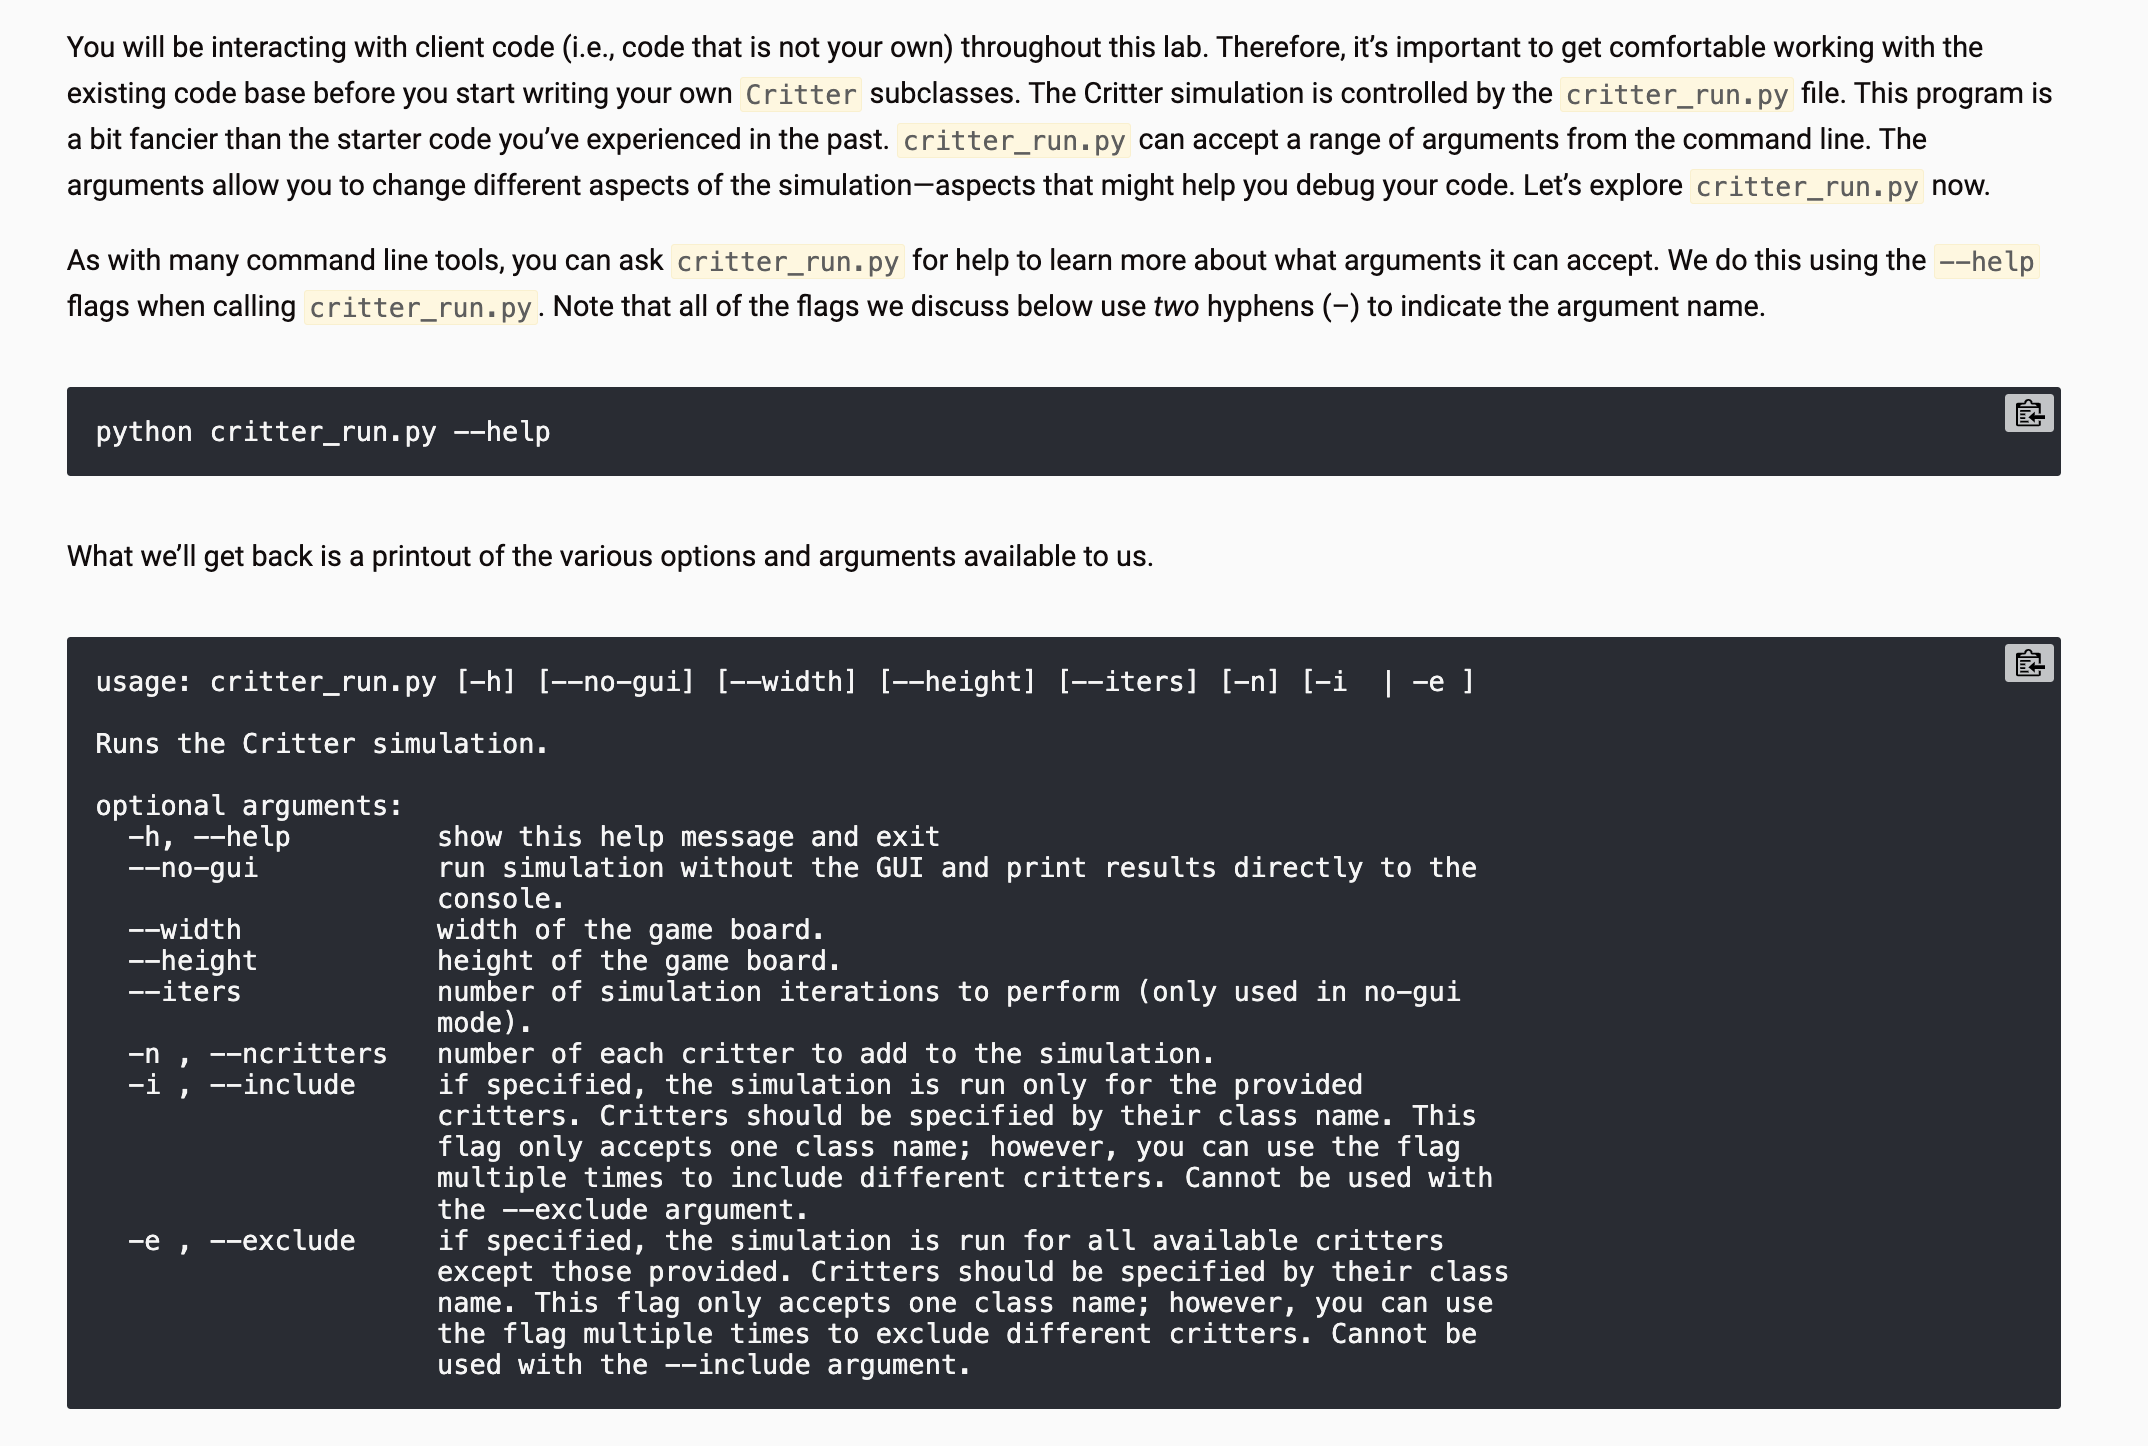 You will be interacting with client code (i.e., code that is not your own) throughout this lab. Therefore, it’s important to get comfortable working with the
existing code base before you start writing your own Critter subclasses. The Critter simulation is controlled by the critter_run.py file. This program is
a bit fancier than the starter code you’ve experienced in the past. critter_run.py can accept a range of arguments from the command line. The
arguments allow you to change different aspects of the simulation—aspects that might help you debug your code. Let’s explore critter_run.py now.
As with many command line tools, you can ask critter_run.py for help to learn more about what arguments it can accept. We do this using the --help
flags when calling critter_run.py. Note that all of the flags we discuss below use two hyphens (–) to indicate the argument name.
python critter_run.py --help
What we’ll get back is a printout of the various options and arguments available to us.
usage: critter_run.py [-h] [--no-gui] [--width] [--height] [--iters] [-n] [-i  | -e ]
Runs the Critter simulation.
optional arguments:
  -h, --help         show this help message and exit
  --no-gui           run simulation without the GUI and print results directly to the
                     console.
  --width            width of the game board.
  --height           height of the game board.
  --iters            number of simulation iterations to perform (only used in no-gui
                     mode).
  -n , --ncritters   number of each critter to add to the simulation.
  -i , --include     if specified, the simulation is run only for the provided
                     critters. Critters should be specified by their class name. This
                     flag only accepts one class name; however, you can use the flag
                     multiple times to include different critters. Cannot be used with
                     the --exclude argument.
  -e , --exclude     if specified, the simulation is run for all available critters
                     except those provided. Critters should be specified by their class
                     name. This flag only accepts one class name; however, you can use
                     the flag multiple times to exclude different critters. Cannot be
                     used with the --include argument.